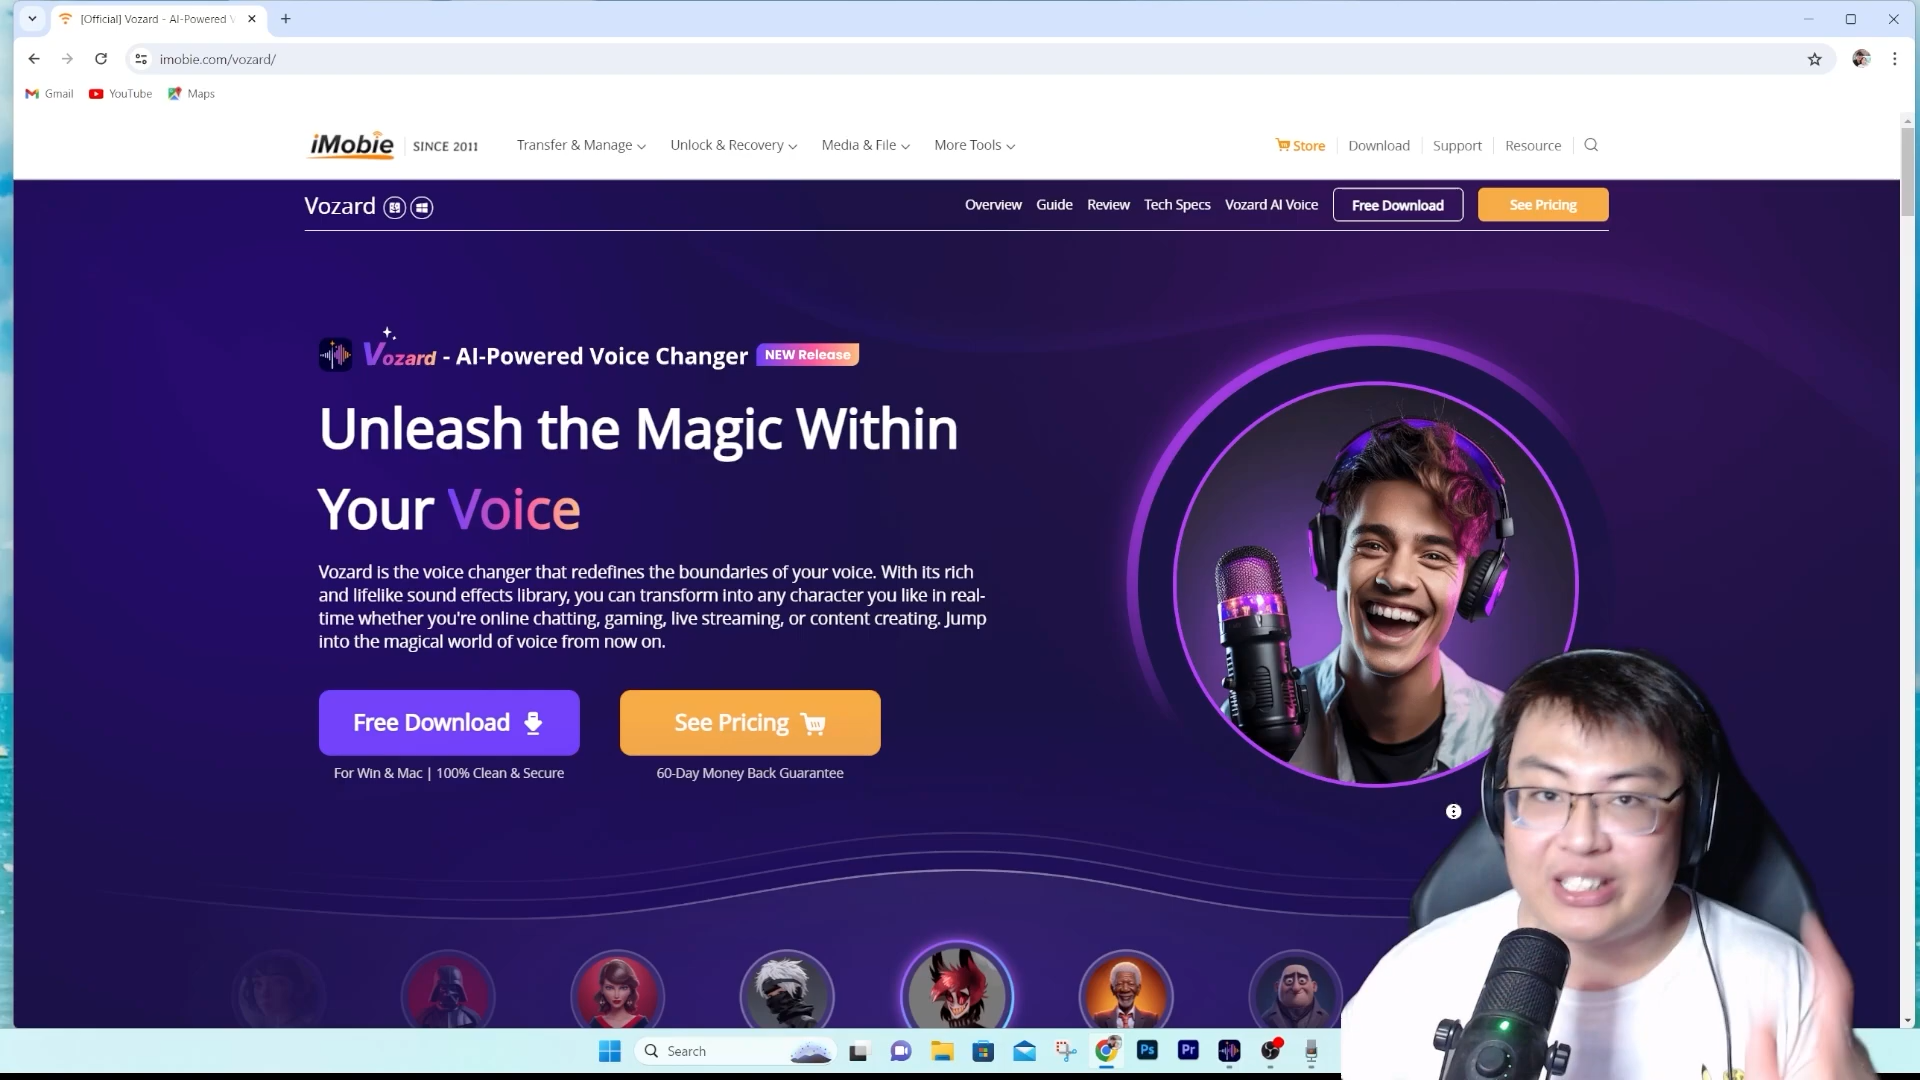 [Official] Vozard - AI-Powered V
imobie.com/vozard/
Gmail
YouTube
Maps
iMobie
SINCE 2011
Transfer & Manage
Unlock & Recovery
Media & File
More Tools
Store
Download
Support
Resource
Vozard
Overview
Guide
Review
Tech Specs
Vozard AI Voice
Free Download
See Pricing
Vozard - AI-Powered Voice Changer
NEW Release
Unleash the Magic Within
Your Voice
Vozard is the voice changer that redefines the boundaries of your voice. With its rich
and lifelike sound effects library, you can transform into any character you like in real-
time whether you're online chatting, gaming, live streaming, or content creating. Jump
into the magical world of voice from now on.
Free Download
See Pricing
For Win & Mac | 100% Clean & Secure
60-Day Money Back Guarantee
Search
Ps
Pr